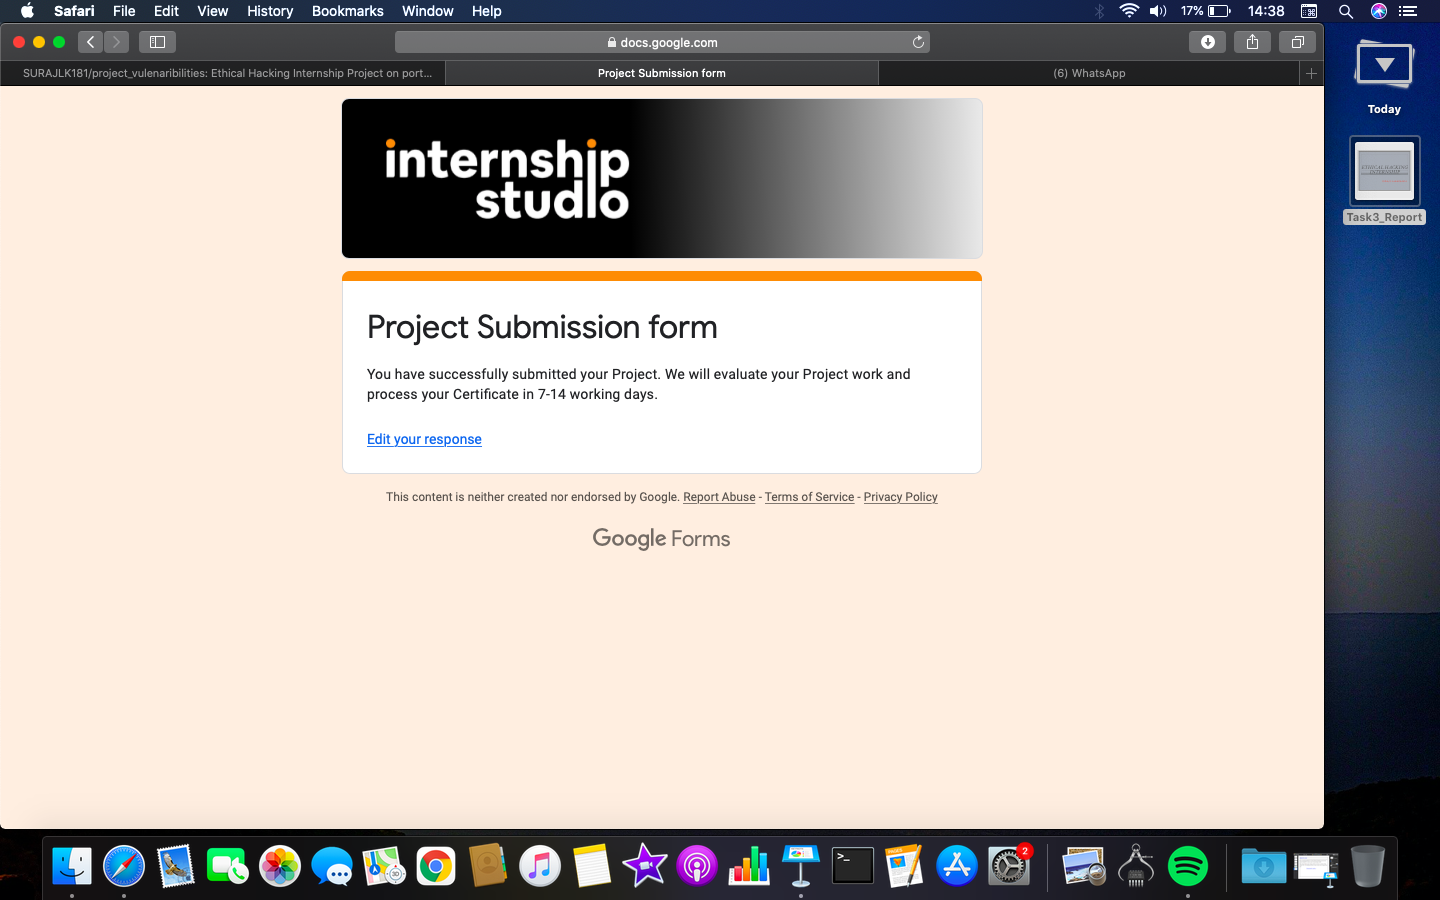 Safari File Edit View History Bookmarks Window Help 17% 14:38
docs.google.com
SURAJLK181/project_vulenaribilities: Ethical Hacking Internship Project on port...
Project Submission form
(6) WhatsApp
Today
ETHICAL HACKING
INTERNSHIP
Task3_Report
internship
studio
Project Submission form
You have successfully submitted your Project. We will evaluate your Project work and
process your Certificate in 7-14 working days.
Edit your response
This content is neither created nor endorsed by Google. Report Abuse - Terms of Service - Privacy Policy
Google Forms
3D
>_
2